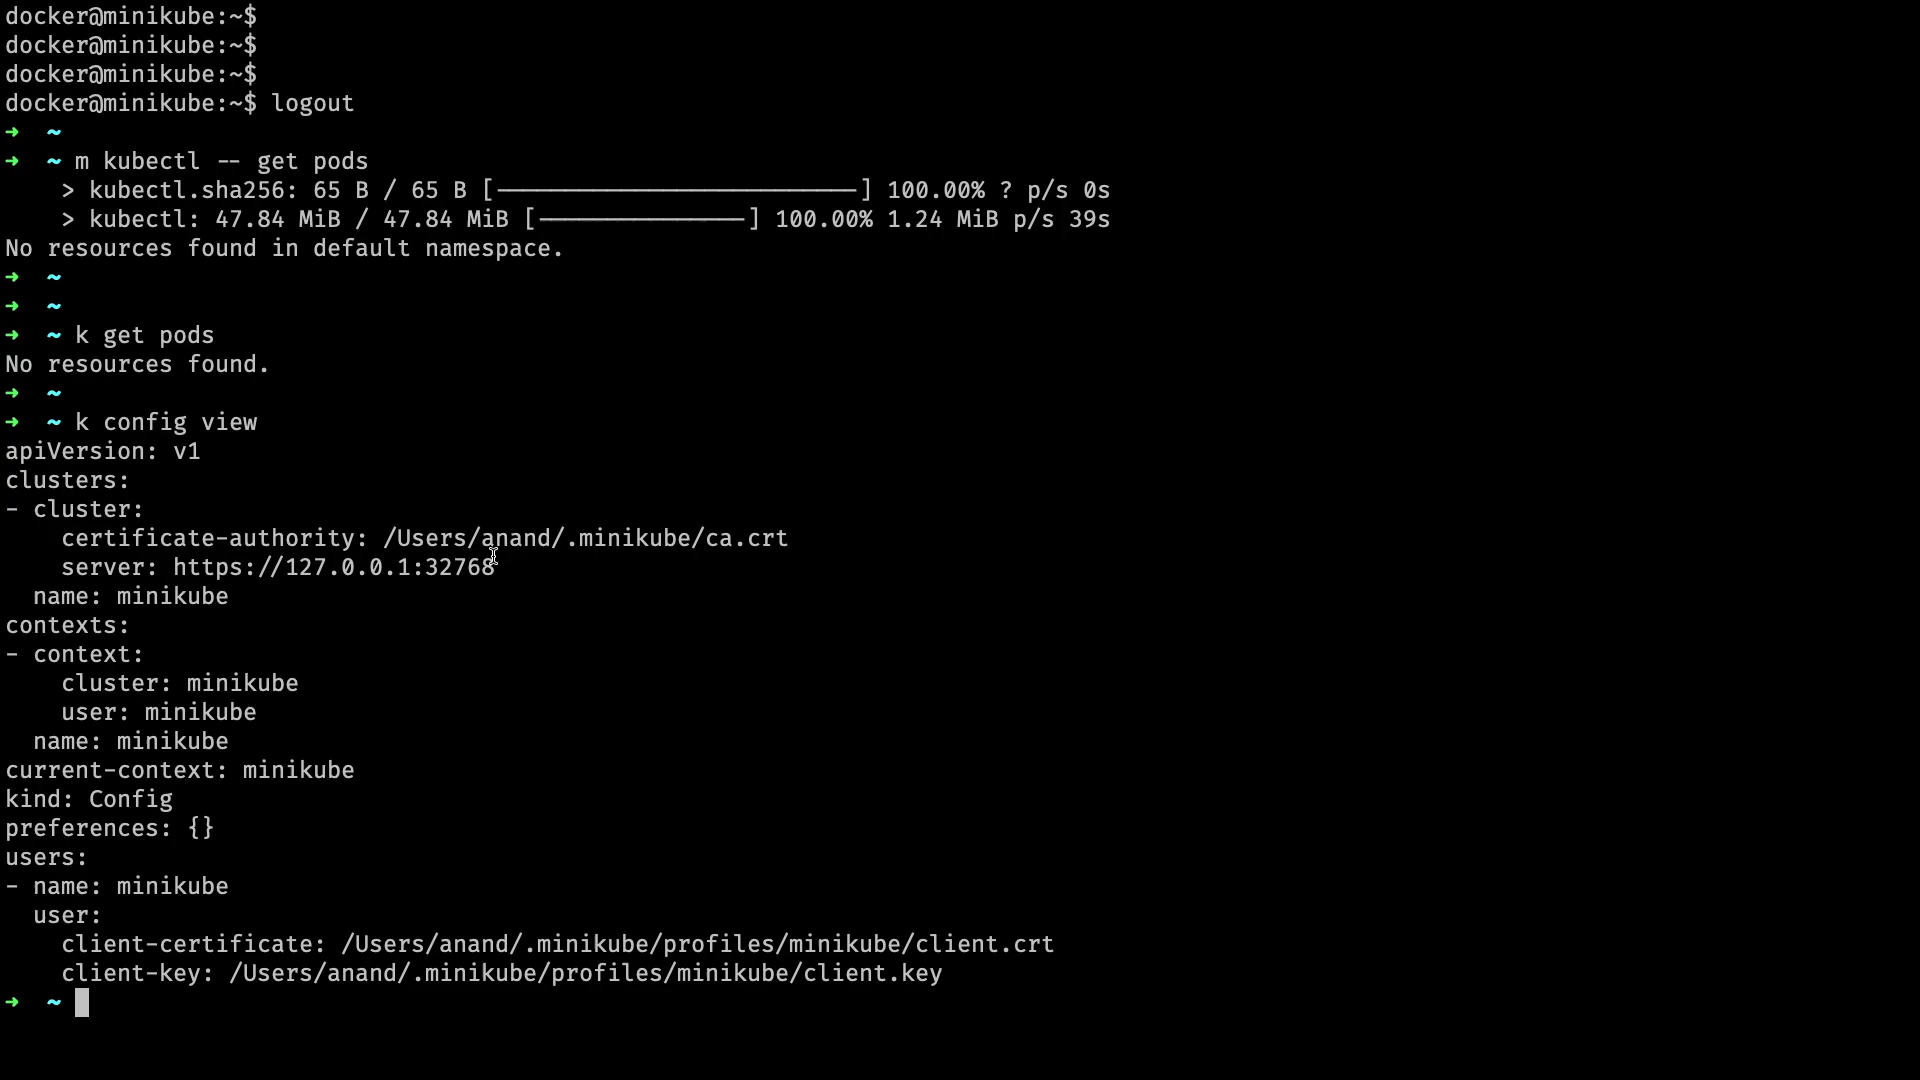 docker@minikube:~$
docker@minikube:~$
docker@minikube:~$
docker@minikube:~$ logout
➜  ~
➜  ~ m kubectl -- get pods
    > kubectl.sha256: 65 B / 65 B [--------------------------] 100.00% ? p/s 0s
    > kubectl: 47.84 MiB / 47.84 MiB [---------------] 100.00% 1.24 MiB p/s 39s
No resources found in default namespace.
➜  ~
➜  ~
➜  ~ k get pods
No resources found.
➜  ~
➜  ~ k config view
apiVersion: v1
clusters:
- cluster:
    certificate-authority: /Users/anand/.minikube/ca.crt
    server: https://127.0.0.1:32768
  name: minikube
contexts:
- context:
    cluster: minikube
    user: minikube
  name: minikube
current-context: minikube
kind: Config
preferences: {}
users:
- name: minikube
  user:
    client-certificate: /Users/anand/.minikube/profiles/minikube/client.crt
    client-key: /Users/anand/.minikube/profiles/minikube/client.key
➜  ~